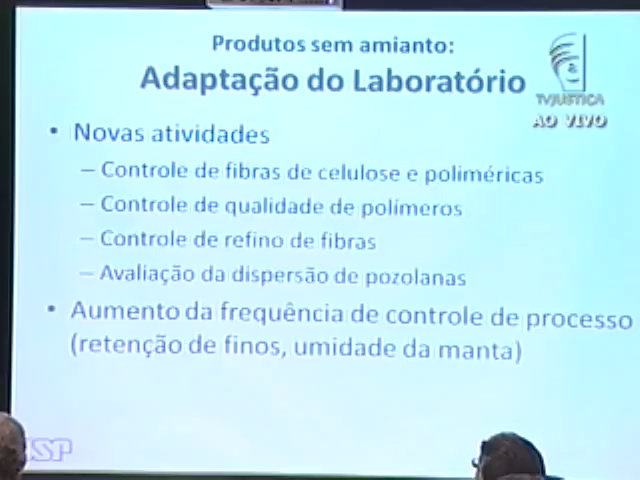 Produtos sem amianto:
Adaptação do Laboratório
TV JUSTIÇA
AO VIVO
• Novas atividades
– Controle de fibras de celulose e poliméricas
– Controle de qualidade de polímeros
– Controle de refino de fibras
– Avaliação da dispersão de pozolanas
• Aumento da frequência de controle de processo
(retenção de finos, umidade da manta)